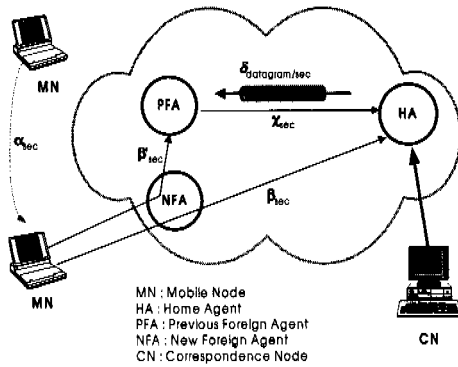 MN
δdatagram/sec
PFA
HA
χsec
αsec
β'sec
NFA
βsec
MN
CN
MN : Mobile Node
HA : Home Agent
PFA : Previous Foreign Agent
NFA : New Foreign Agent
CN : Correspondence Node